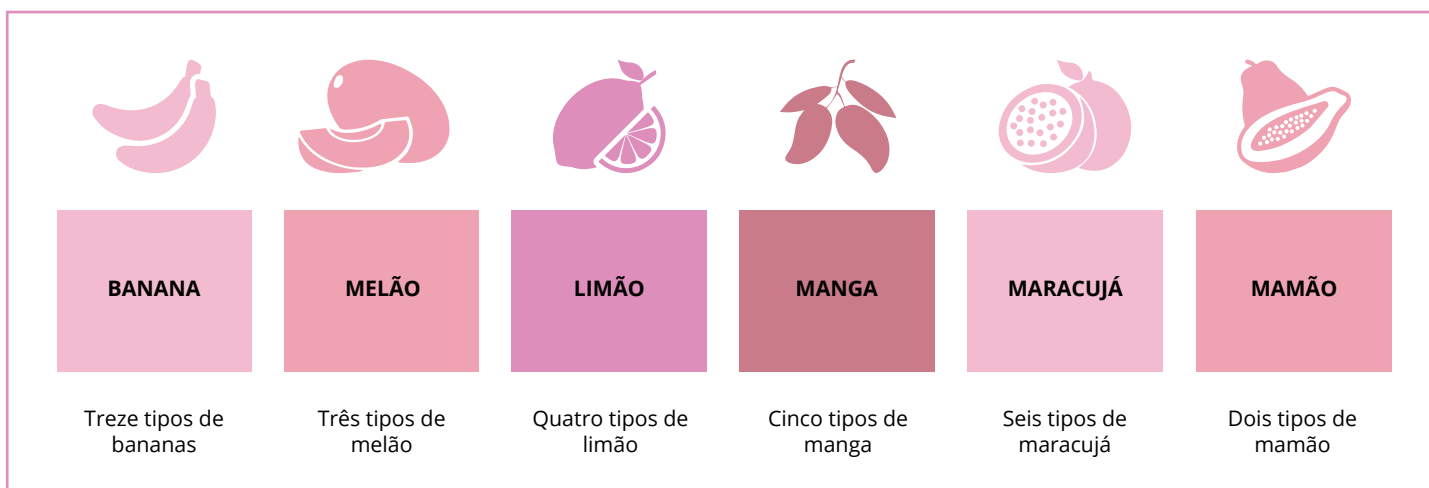 BANANA
MELÃO
LIMÃO
MANGA
MARACUJÁ
MAMÃO
Treze tipos de
bananas
Três tipos de
melão
Quatro tipos de
limão
Cinco tipos de
manga
Seis tipos de
maracujá
Dois tipos de
mamão